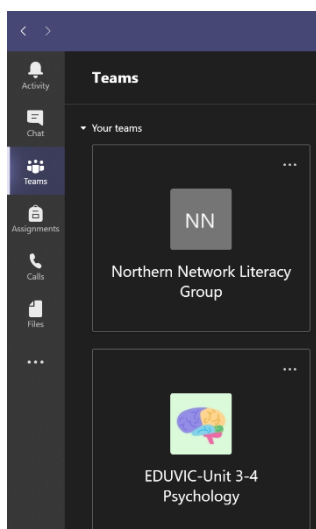 Activity
Teams
Chat
Your teams
Teams
Assignments
Calls
Files
NN
Northern Network Literacy
Group
EDUVIC-Unit 3-4
Psychology